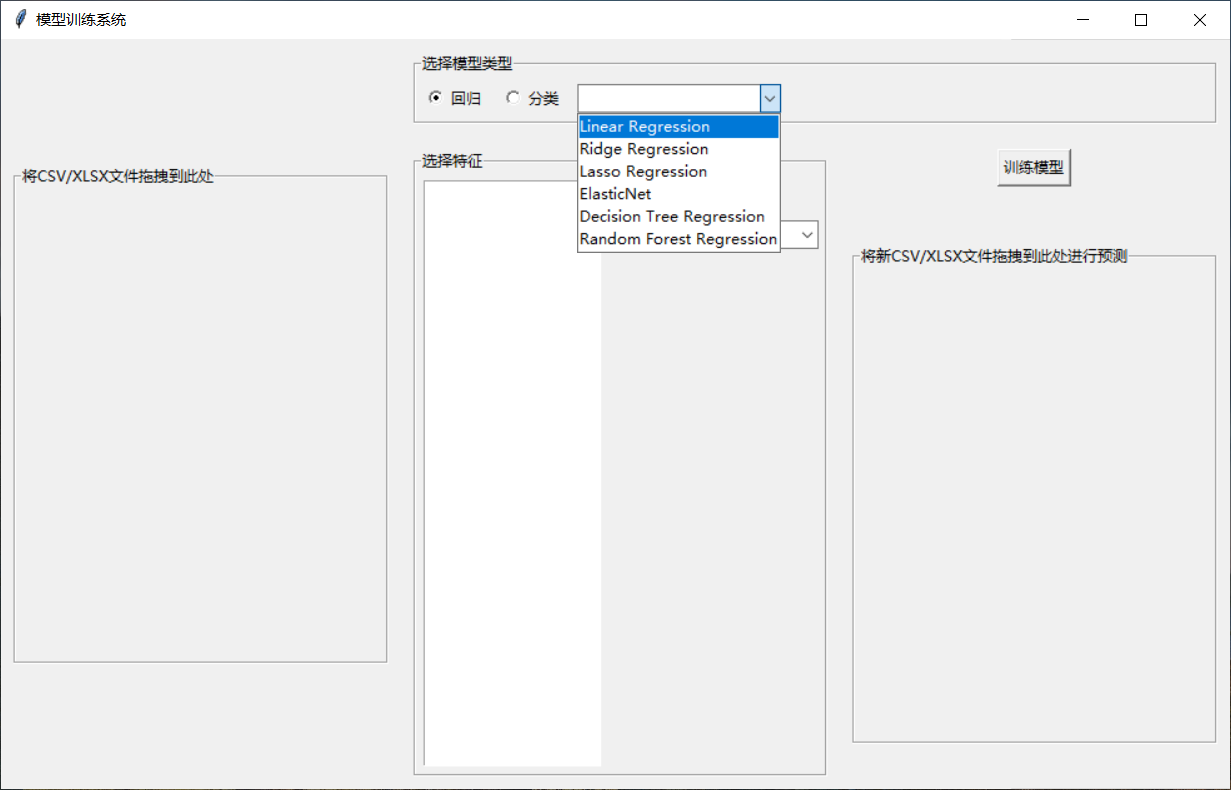 模型训练系统
选择模型类型
回归 分类
Linear Regression
Ridge Regression
Lasso Regression
ElasticNet
Decision Tree Regression
Random Forest Regression
选择特征
训练模型
将CSV/XLSX文件拖拽到此处
将新CSV/XLSX文件拖拽到此处进行预测